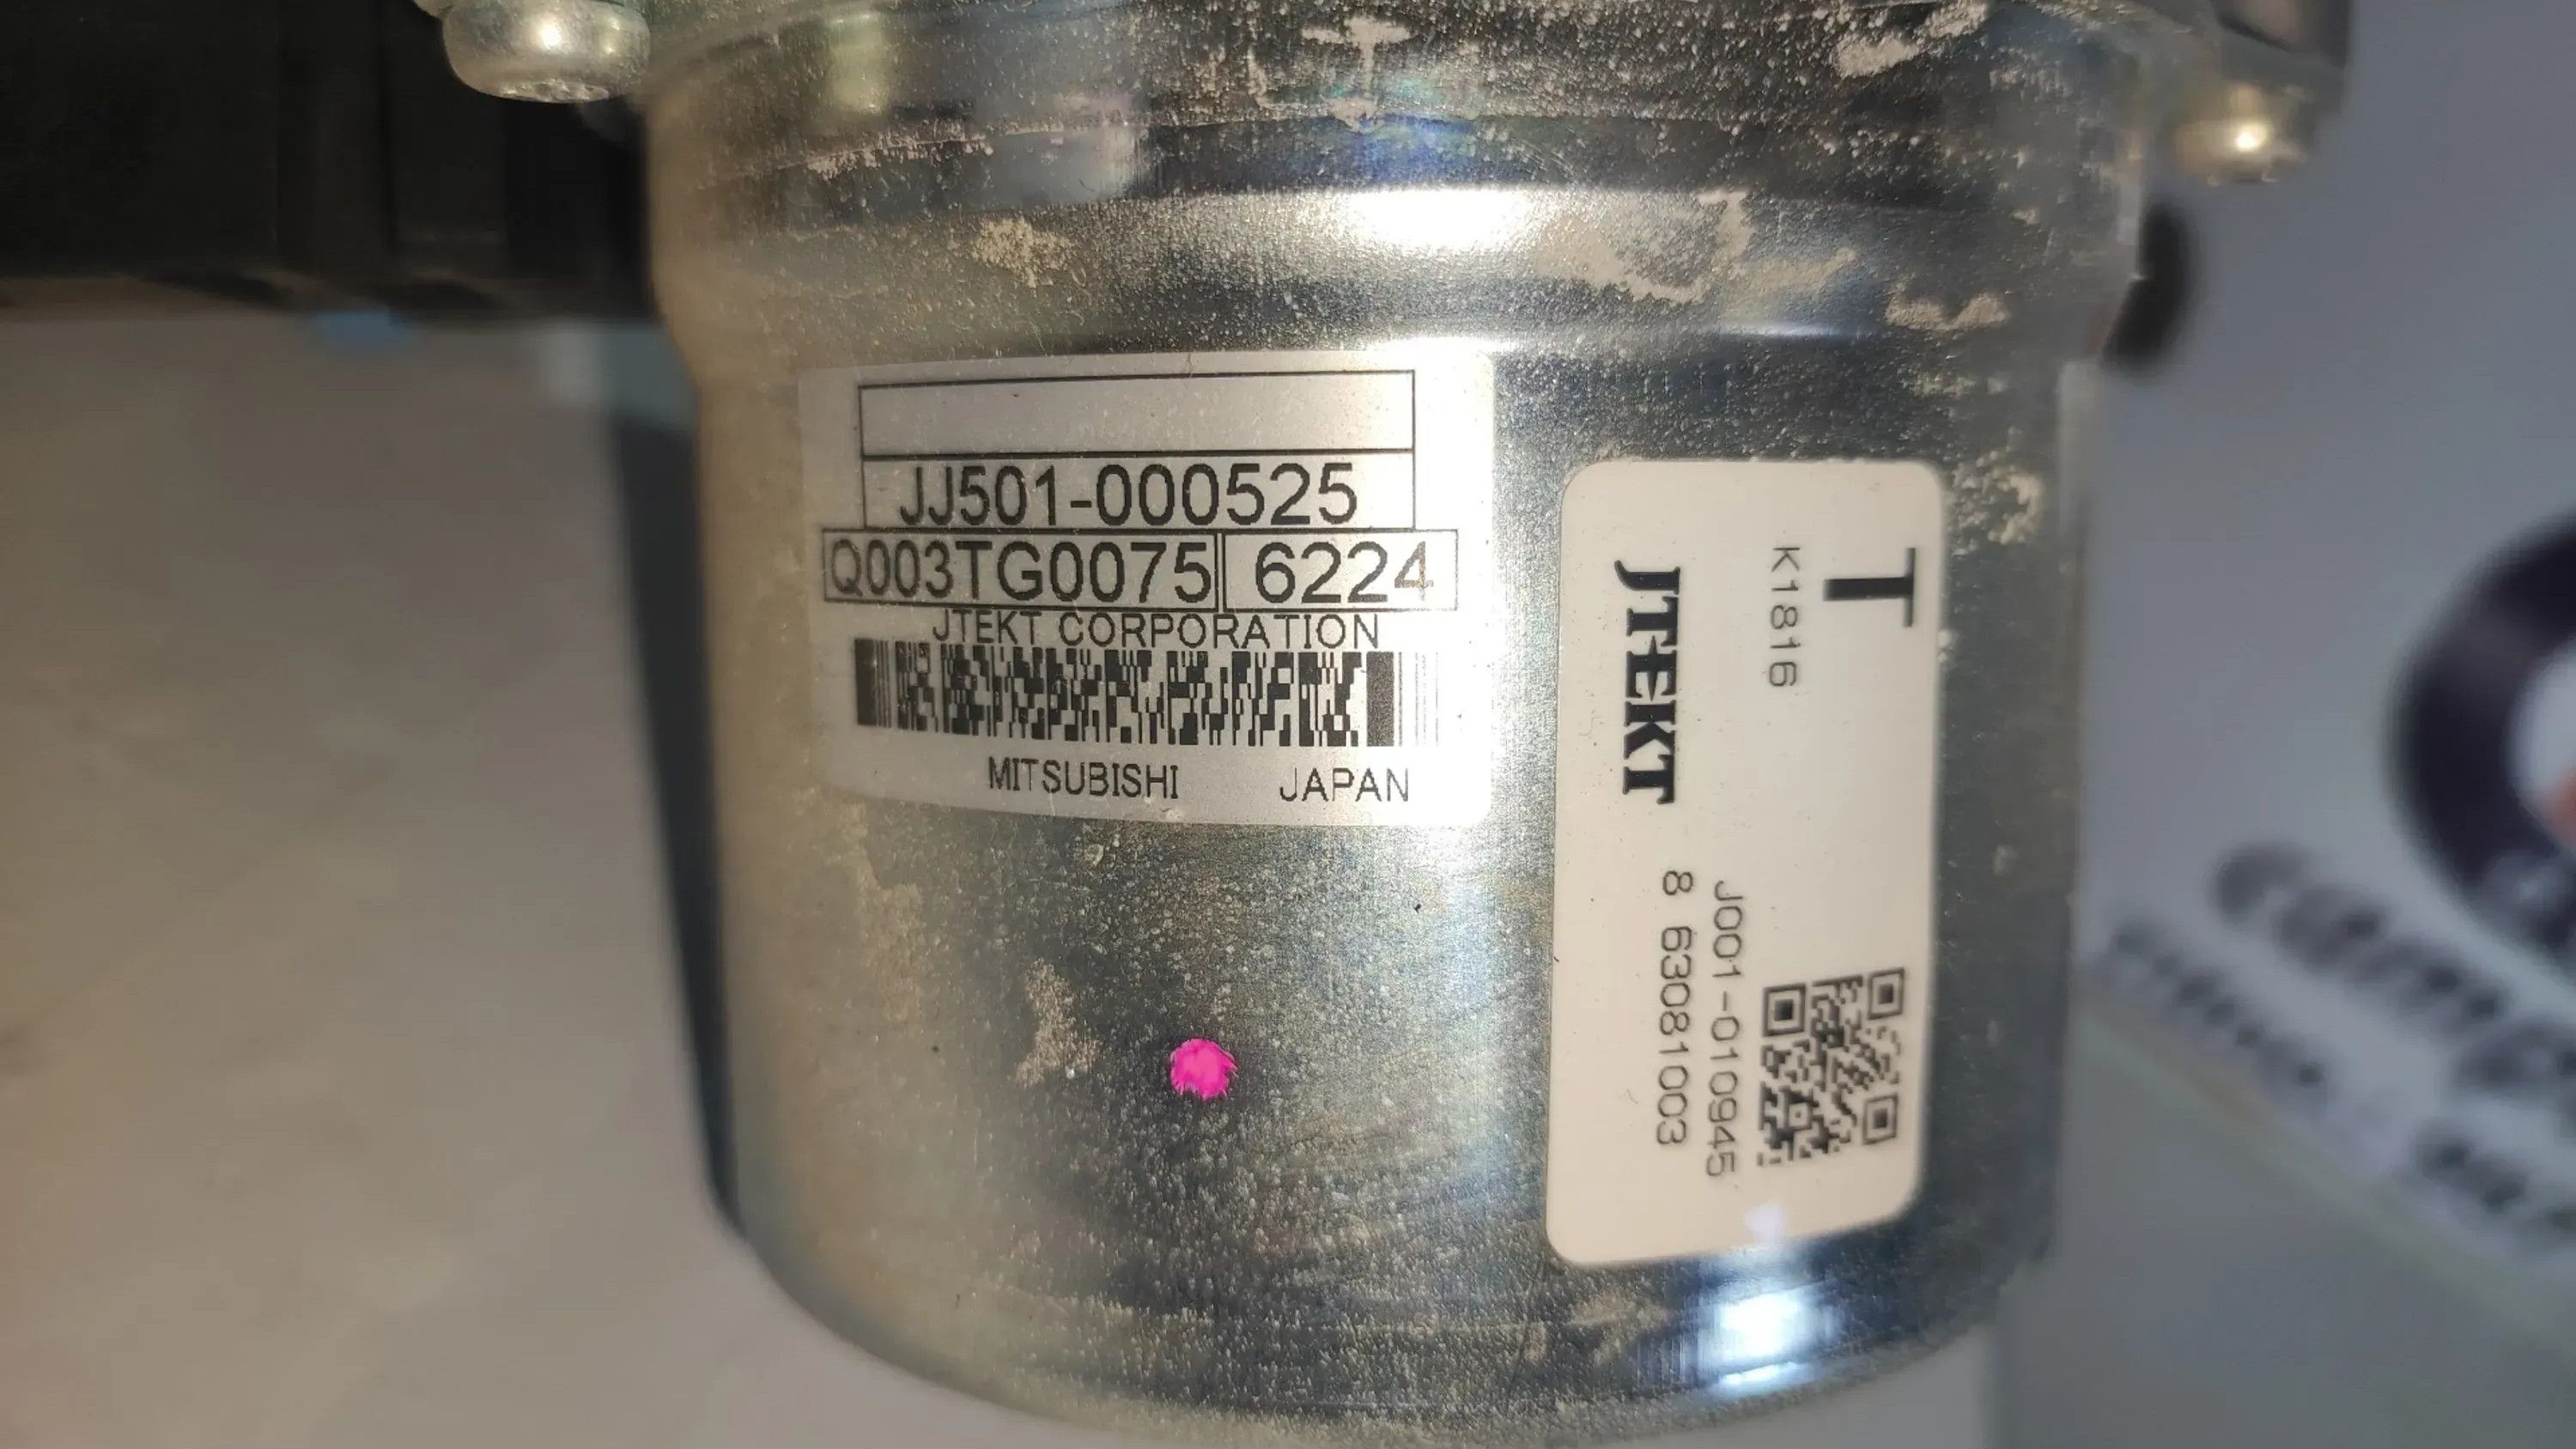 JJ501-000525
Q003TG0075 6224
JTEKT CORPORATION
MITSUBISHI JAPAN
T
K1816
JTEKT
J001-010945
8 63081003